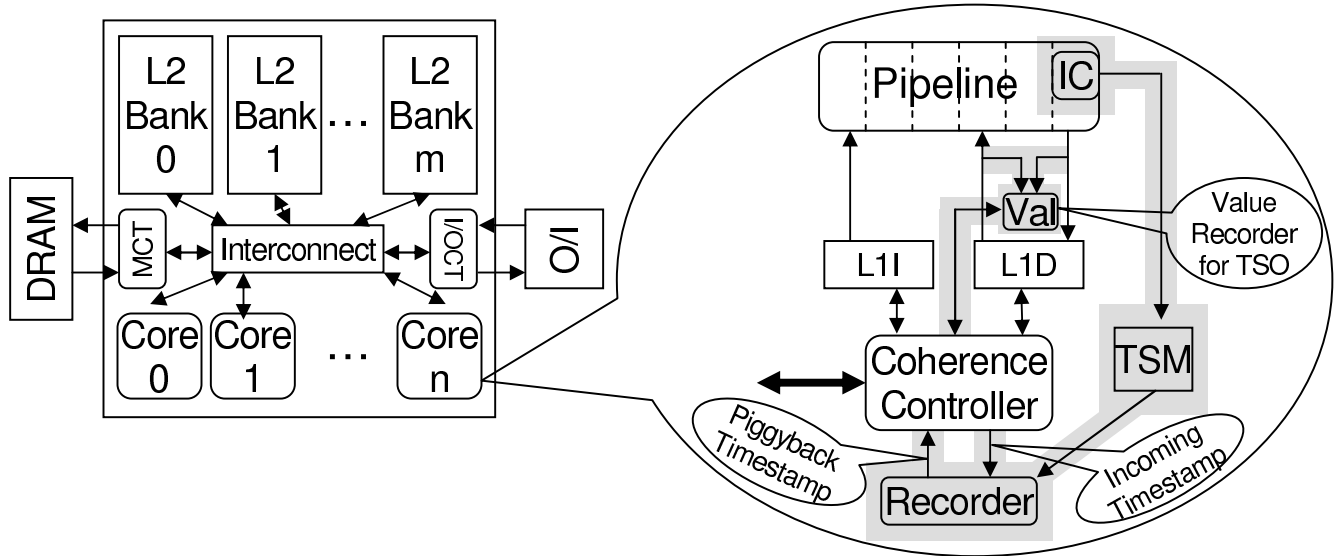 L2
Bank
0
L2
Bank
1
...
L2
Bank
m
DRAM
MCT
Interconnect
I/OCT
I/O
Core
0
Core
1
...
Core
n
Pipeline
IC
Val
Value
Recorder
for TSO
L1I
L1D
TSM
Coherence
Controller
Piggyback
Timestamp
Incoming
Timestamp
Recorder